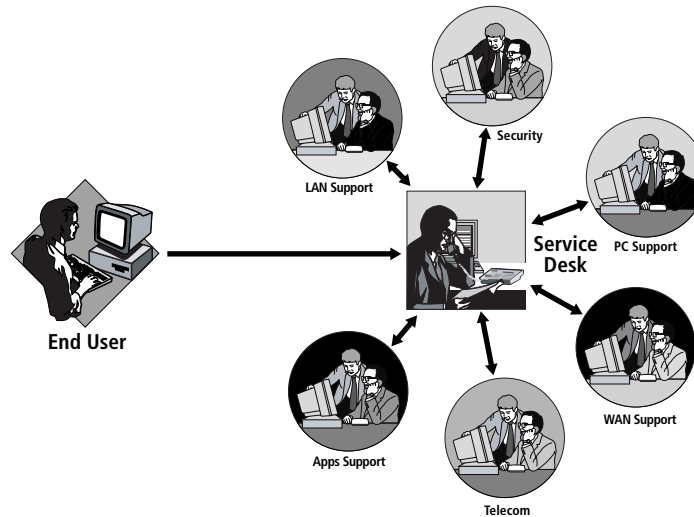 Security
LAN Support
Service
Desk
PC Support
End User
WAN Support
Apps Support
Telecom